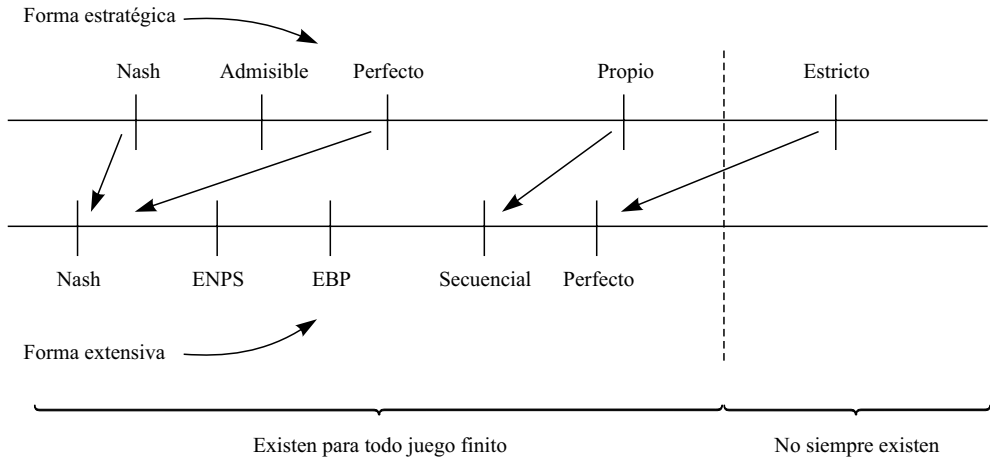 Forma estratégica
Nash Admisible Perfecto Propio Estricto
Nash ENPS EBP Secuencial Perfecto
Forma extensiva
Existen para todo juego finito No siempre existen